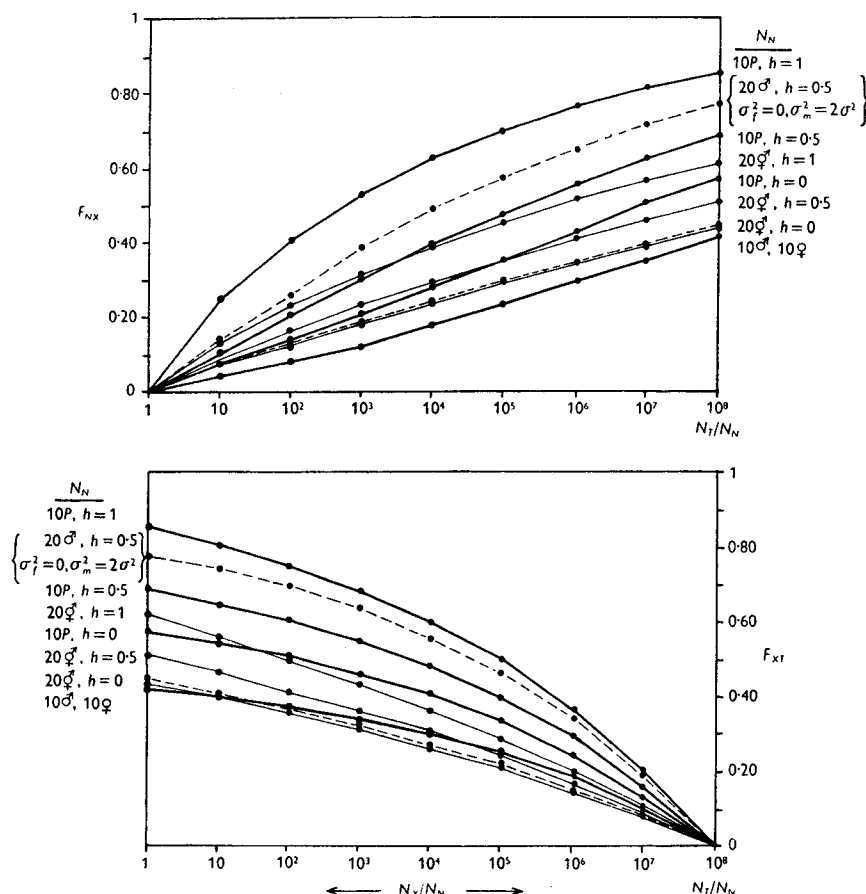 1
0·80
0·60
F_NX
0·40
0·20
0
1 10 10² 10³ 10⁴ 10⁵ 10⁶ 10⁷ 10⁸
N_T/N_N
N_N
10P, h=1
{20♂, h=0·5
σ²_f=0, σ²_m=2σ²}
10P, h=0·5
20⚥, h=1
10P, h=0
20⚥, h=0·5
20⚥, h=0
10♂, 10♀
N_N
10P, h=1
{20♂, h=0·5
σ²_f=0, σ²_m=2σ²}
10P, h=0·5
20⚥, h=1
10P, h=0
20⚥, h=0·5
20⚥, h=0
10♂, 10♀
1
0·80
0·60
F_XT
0·40
0·20
0
1 10 10² 10³ 10⁴ 10⁵ 10⁶ 10⁷ 10⁸
← N_X/N_N → N_T/N_N